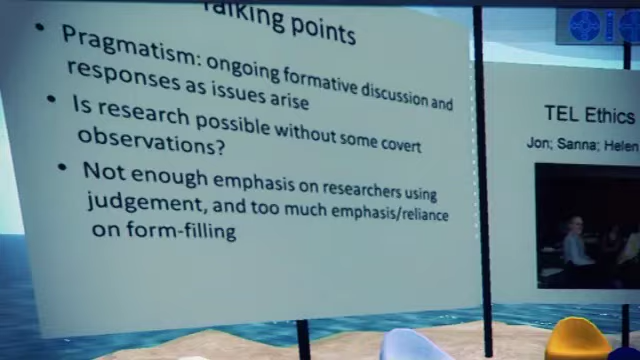 Talking points
• Pragmatism: ongoing formative discussion and
responses as issues arise
• Is research possible without some covert
observations?
• Not enough emphasis on researchers using
judgement, and too much emphasis/reliance
on form-filling
TEL Ethics
Jon; Sanna; Helen